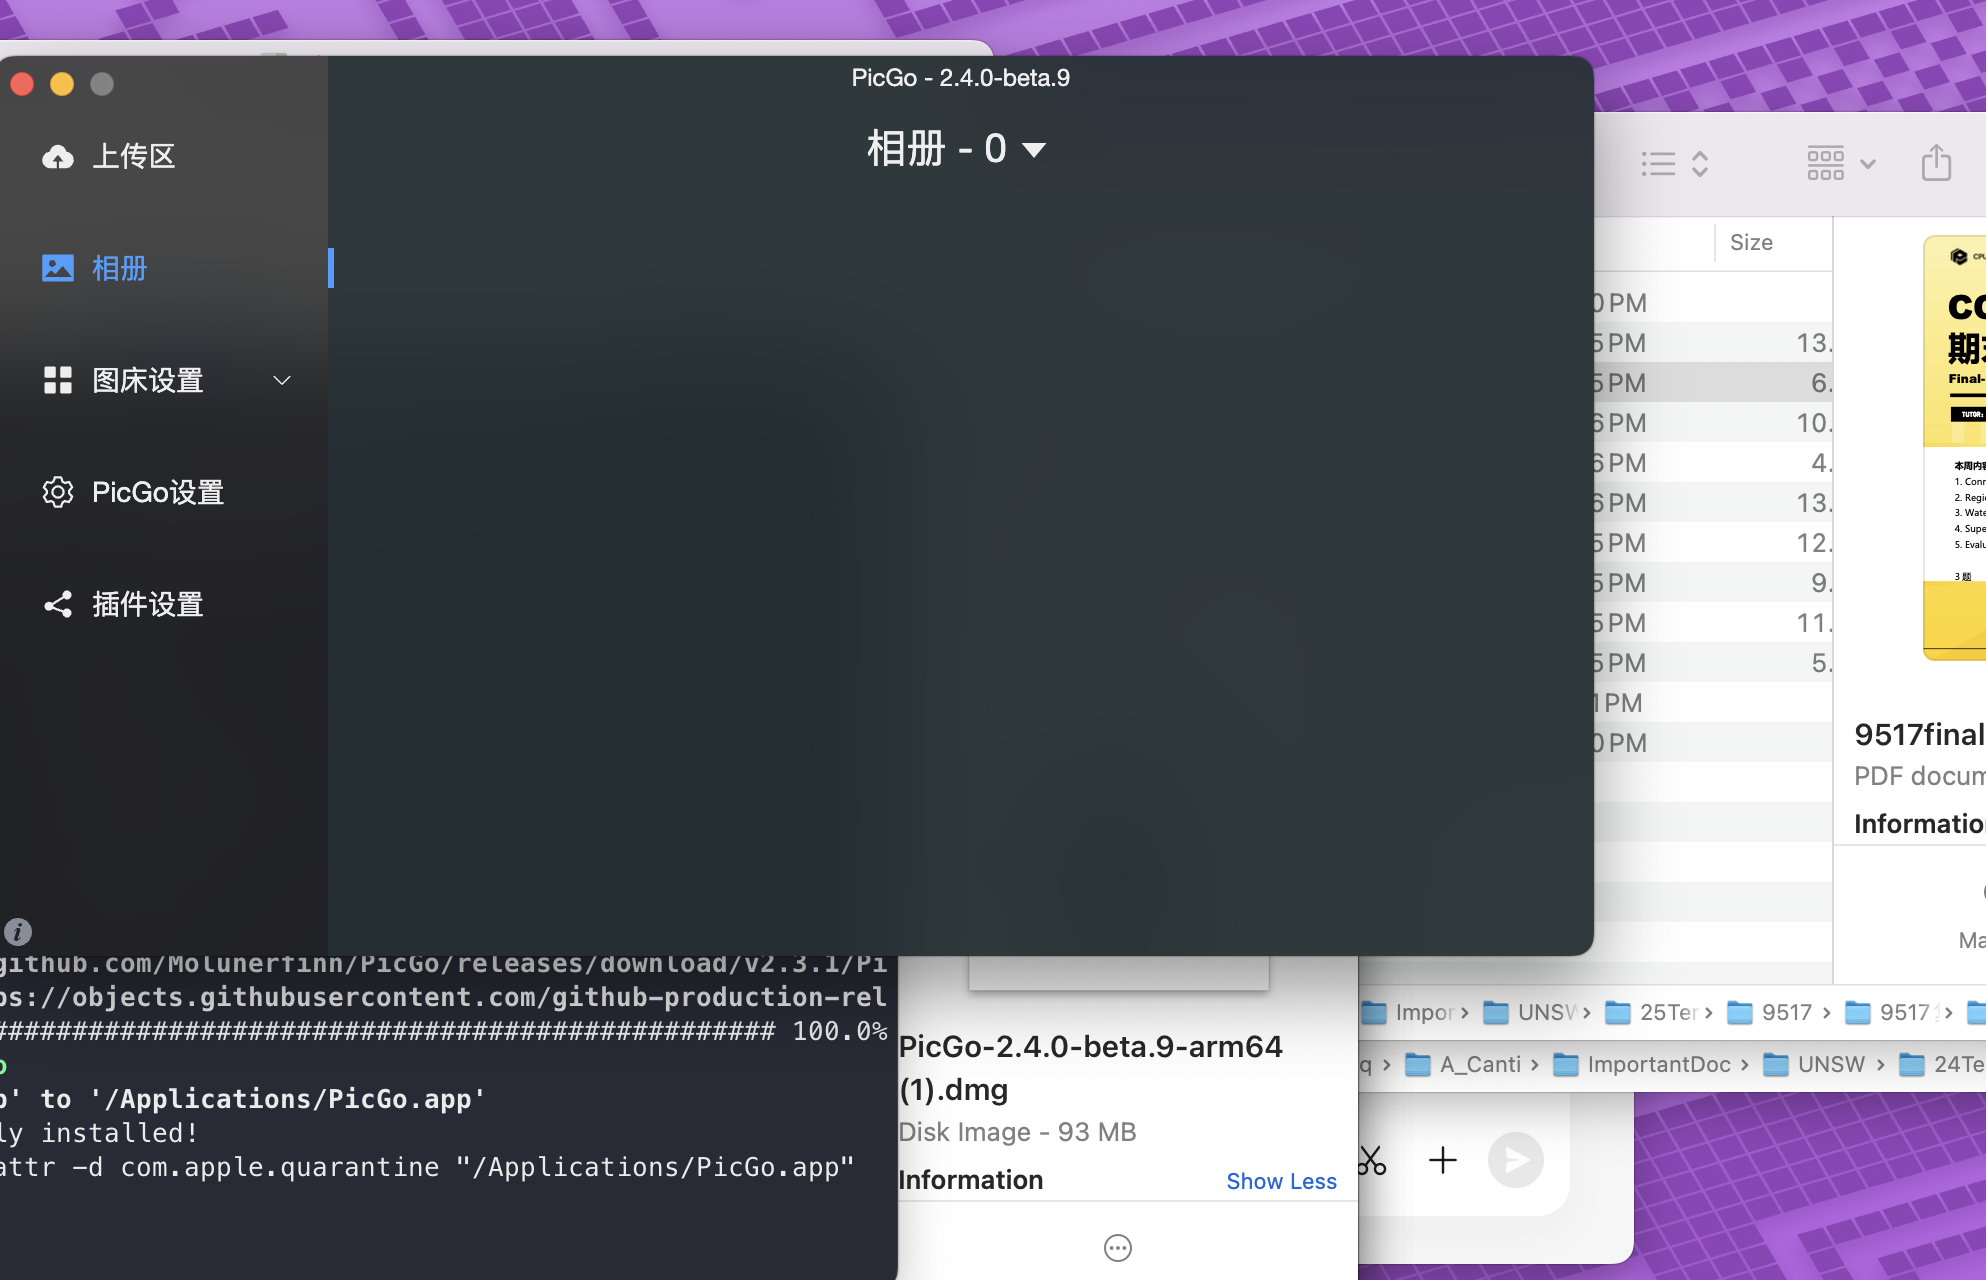 PicGo - 2.4.0-beta.9
上传区
相册
图床设置
PicGo设置
插件设置
相册 - 0
Size
PM
5 PM 13.
5 PM 6.
6 PM 10.
6 PM 4.
6 PM 13.
5 PM 12.
5 PM 9.
5 PM 11.
5 PM 5.
1 PM
0 PM
期
Final-
TUTOR:
本周内容
1. Conn
2. Regi
3. Wate
4. Supe
5. Evalu
3 题
9517final
PDF docum
Informatio
Ma
github.com/Molunerfinn/PicGo/releases/download/v2.3.1/Pi
ps://objects.githubusercontent.com/github-production-rel
################################################ 100.0%
' to '/Applications/PicGo.app'
ly installed!
attr -d com.apple.quarantine "/Applications/PicGo.app"
PicGo-2.4.0-beta.9-arm64
(1).dmg
Disk Image - 93 MB
Information
Show Less
Impor › UNSW › 25Ter › 9517 › 9517 ›
q › A_Canti › ImportantDoc › UNSW › 24Te